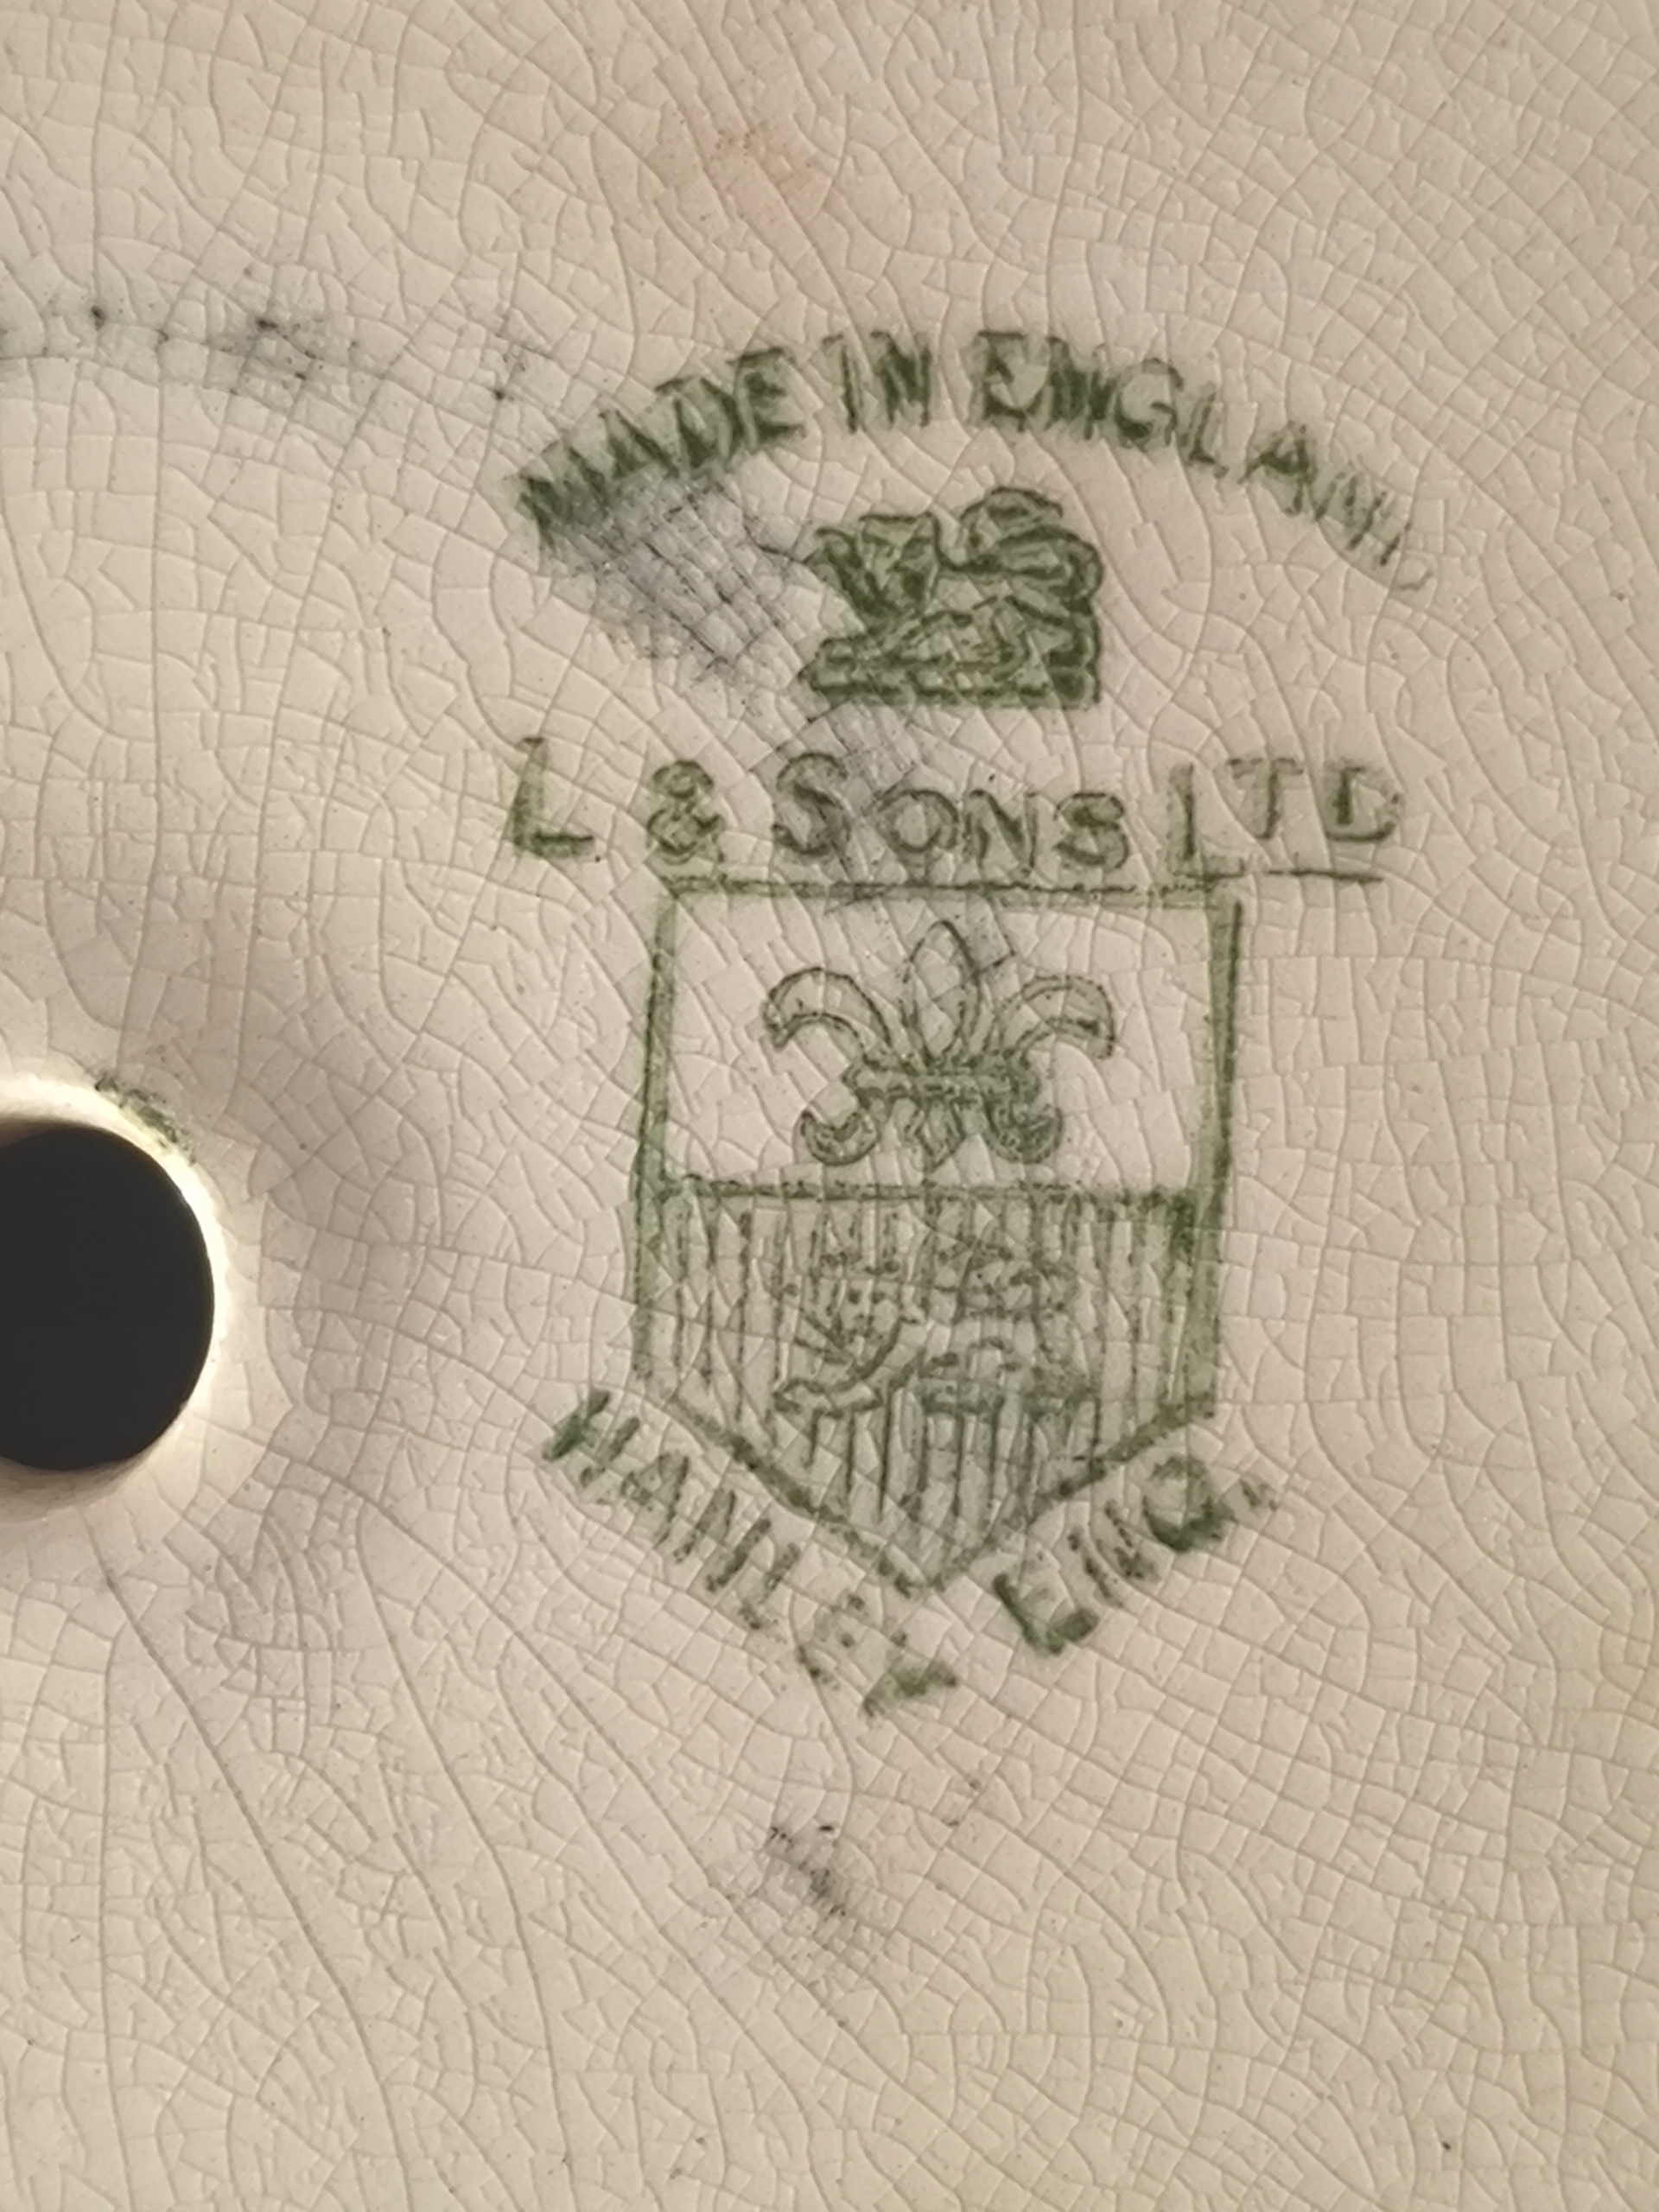 MADE IN ENGLAND
L & SONS LTD
HANLEY ENG.